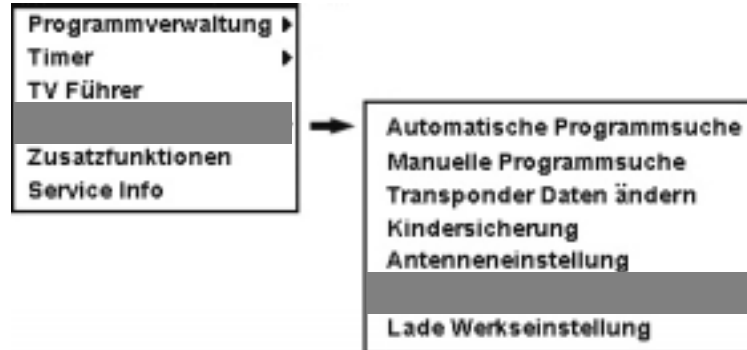 Programmverwaltung
Timer
TV Führer
Zusatzfunktionen
Service Info
Automatische Programmsuche
Manuelle Programmsuche
Transponder Daten ändern
Kindersicherung
Antenneneinstellung
Lade Werkseinstellung